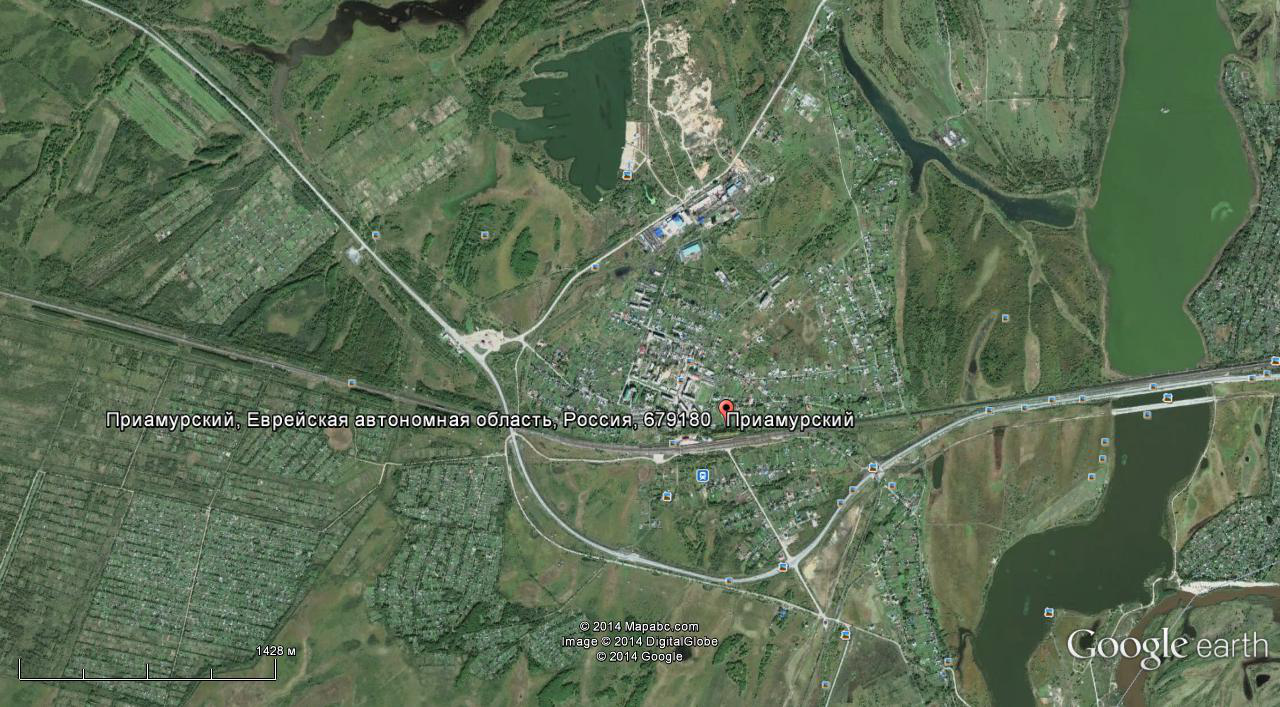 Приамурский, Еврейская автономная область, Россия, 679180, Приамурский
© 2014 Mapabc.com
Image © 2014 DigitalGlobe
© 2014 Google
Google earth
1428 м